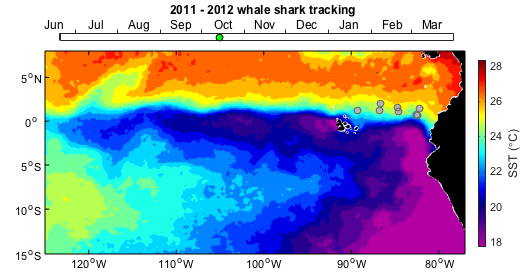 2011 - 2012 whale shark tracking
Jun Jul Aug Sep Oct Nov Dec Jan Feb Mar
5°N
0°
5°S
10°S
15°S
120°W 110°W 100°W 90°W 80°W
28
26
24
22
20
18
SST (°C)